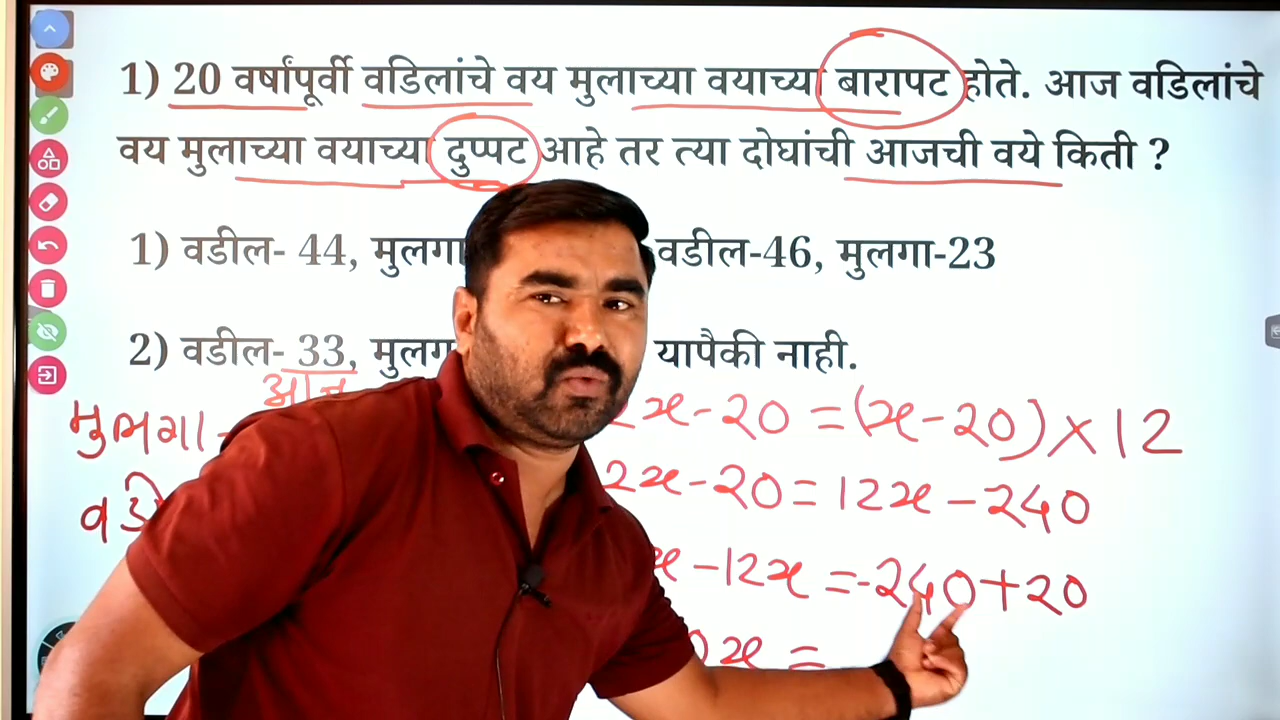 1) 20 वर्षांपूर्वी वडिलांचे वय मुलाच्या वयाच्या बारापट होते. आज वडिलांचे
वय मुलाच्या वयाच्या दुप्पट आहे तर त्या दोघांची आजची वये किती ?
1) वडील- 44, मुलगा वडील-46, मुलगा-23
2) वडील- 33, यापैकी नाही.
आज
मुलगा - 2x - 20 = (x - 20) × 12
2x - 20 = 12x - 240
x - 12x = -240 + 20
0x =